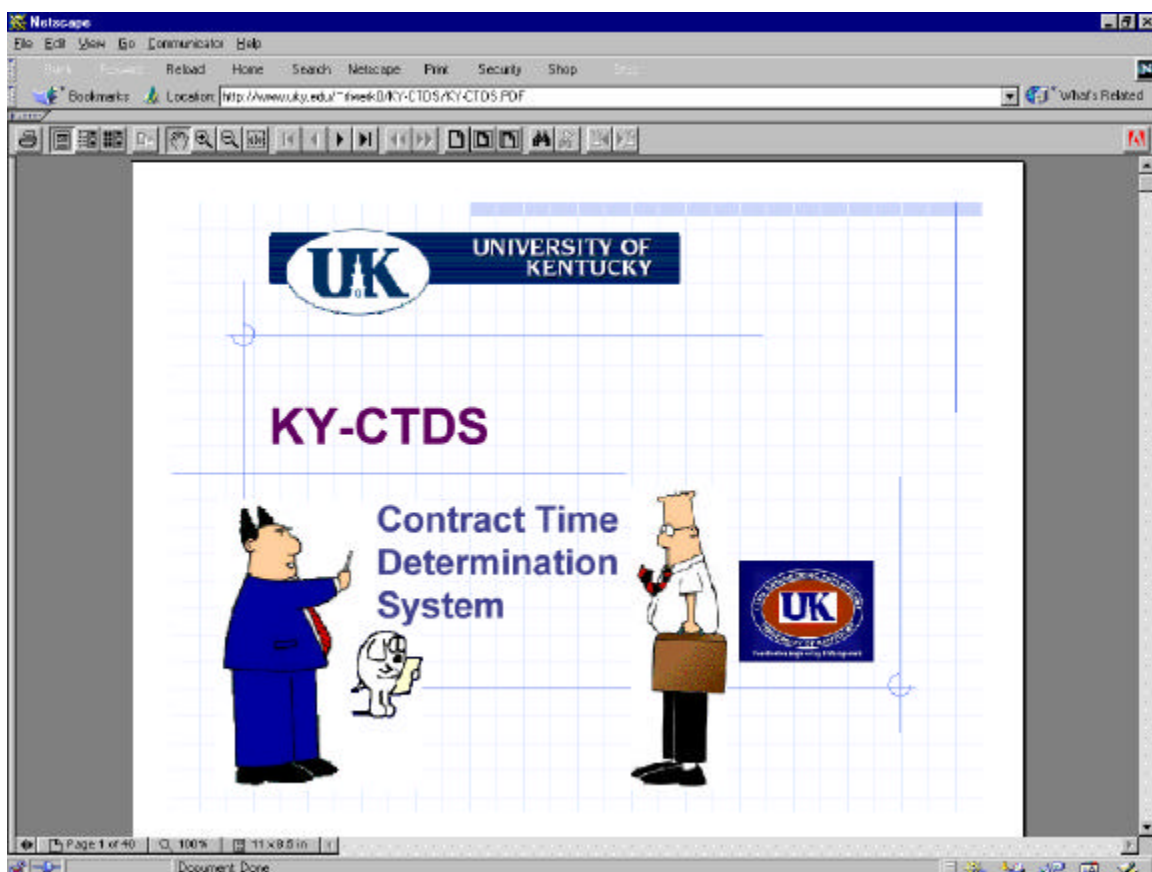 Netscape
File Edit View Go Communicator Help
Reload Home Search Netscape Print Security Shop
Bookmarks Location: What's Related
UNIVERSITY OF
KENTUCKY
UK
KY-CTDS
Contract Time
Determination
System
UK
Page 1 of 40 100% 11 x 8.5 in
Document: Done